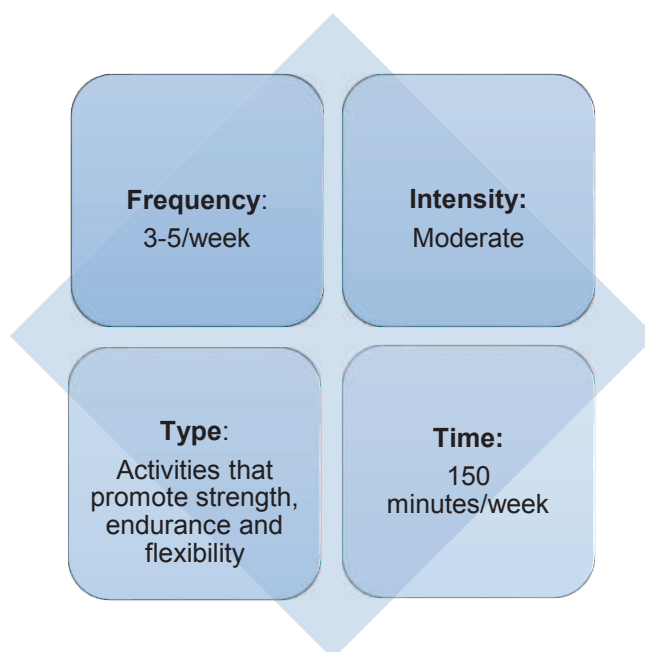 Frequency:
3-5/week
Intensity:
Moderate
Type:
Activities that
promote strength,
endurance and
flexibility
Time:
150
minutes/week